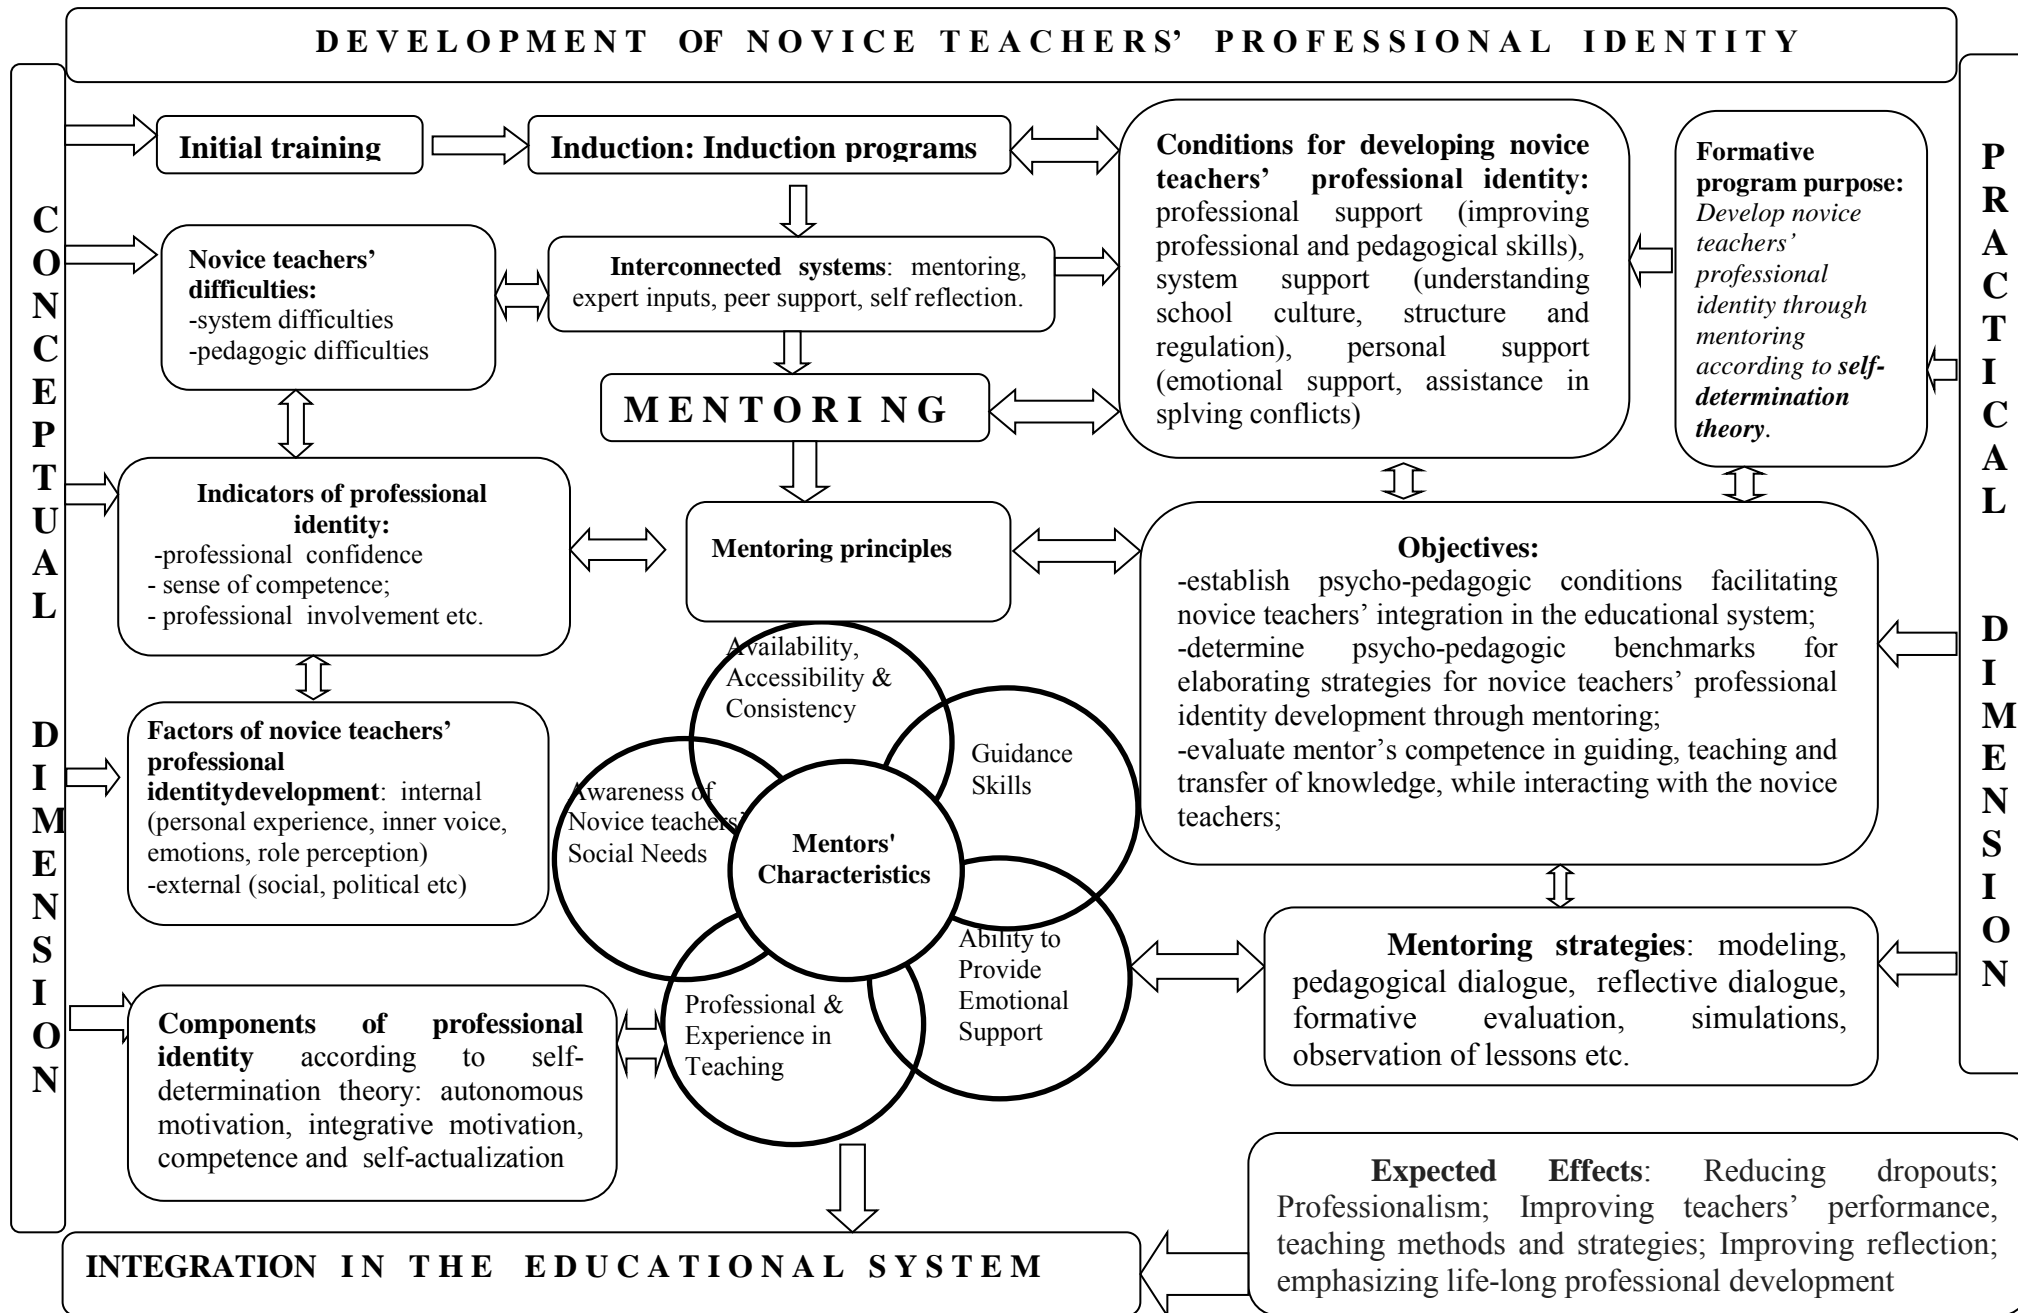 DEVELOPMENT OF NOVICE TEACHERS’ PROFESSIONAL IDENTITY
CONCEPTUAL DIMENSION
Initial training
Induction: Induction programs
Novice teachers’
difficulties:
-system difficulties
-pedagogic difficulties
Interconnected systems: mentoring,
expert inputs, peer support, self reflection.
MENTORING
Conditions for developing novice
teachers’ professional identity:
professional support (improving
professional and pedagogical skills),
system support (understanding
school culture, structure and
regulation), personal support
(emotional support, assistance in
splving conflicts)
Formative
program purpose:
Develop novice
teachers’
professional
identity through
mentoring
according to self-
determination
theory.
PRACTICAL DIMENSION
Indicators of professional
identity:
-professional confidence
- sense of competence;
- professional involvement etc.
Mentoring principles
Objectives:
-establish psycho-pedagogic conditions facilitating
novice teachers’ integration in the educational system;
-determine psycho-pedagogic benchmarks for
elaborating strategies for novice teachers’ professional
identity development through mentoring;
-evaluate mentor’s competence in guiding, teaching and
transfer of knowledge, while interacting with the novice
teachers;
Factors of novice teachers’
professional
identitydevelopment: internal
(personal experience, inner voice,
emotions, role perception)
-external (social, political etc)
Availability,
Accessibility &
Consistency
Guidance
Skills
Awareness of
Novice teachers’
Social Needs
Mentors'
Characteristics
Ability to
Provide
Emotional
Support
Professional &
Experience in
Teaching
Mentoring strategies: modeling,
pedagogical dialogue, reflective dialogue,
formative evaluation, simulations,
observation of lessons etc.
Components of professional
identity according to self-
determination theory: autonomous
motivation, integrative motivation,
competence and self-actualization
Expected Effects: Reducing dropouts;
Professionalism; Improving teachers’ performance,
teaching methods and strategies; Improving reflection;
emphasizing life-long professional development
INTEGRATION IN THE EDUCATIONAL SYSTEM